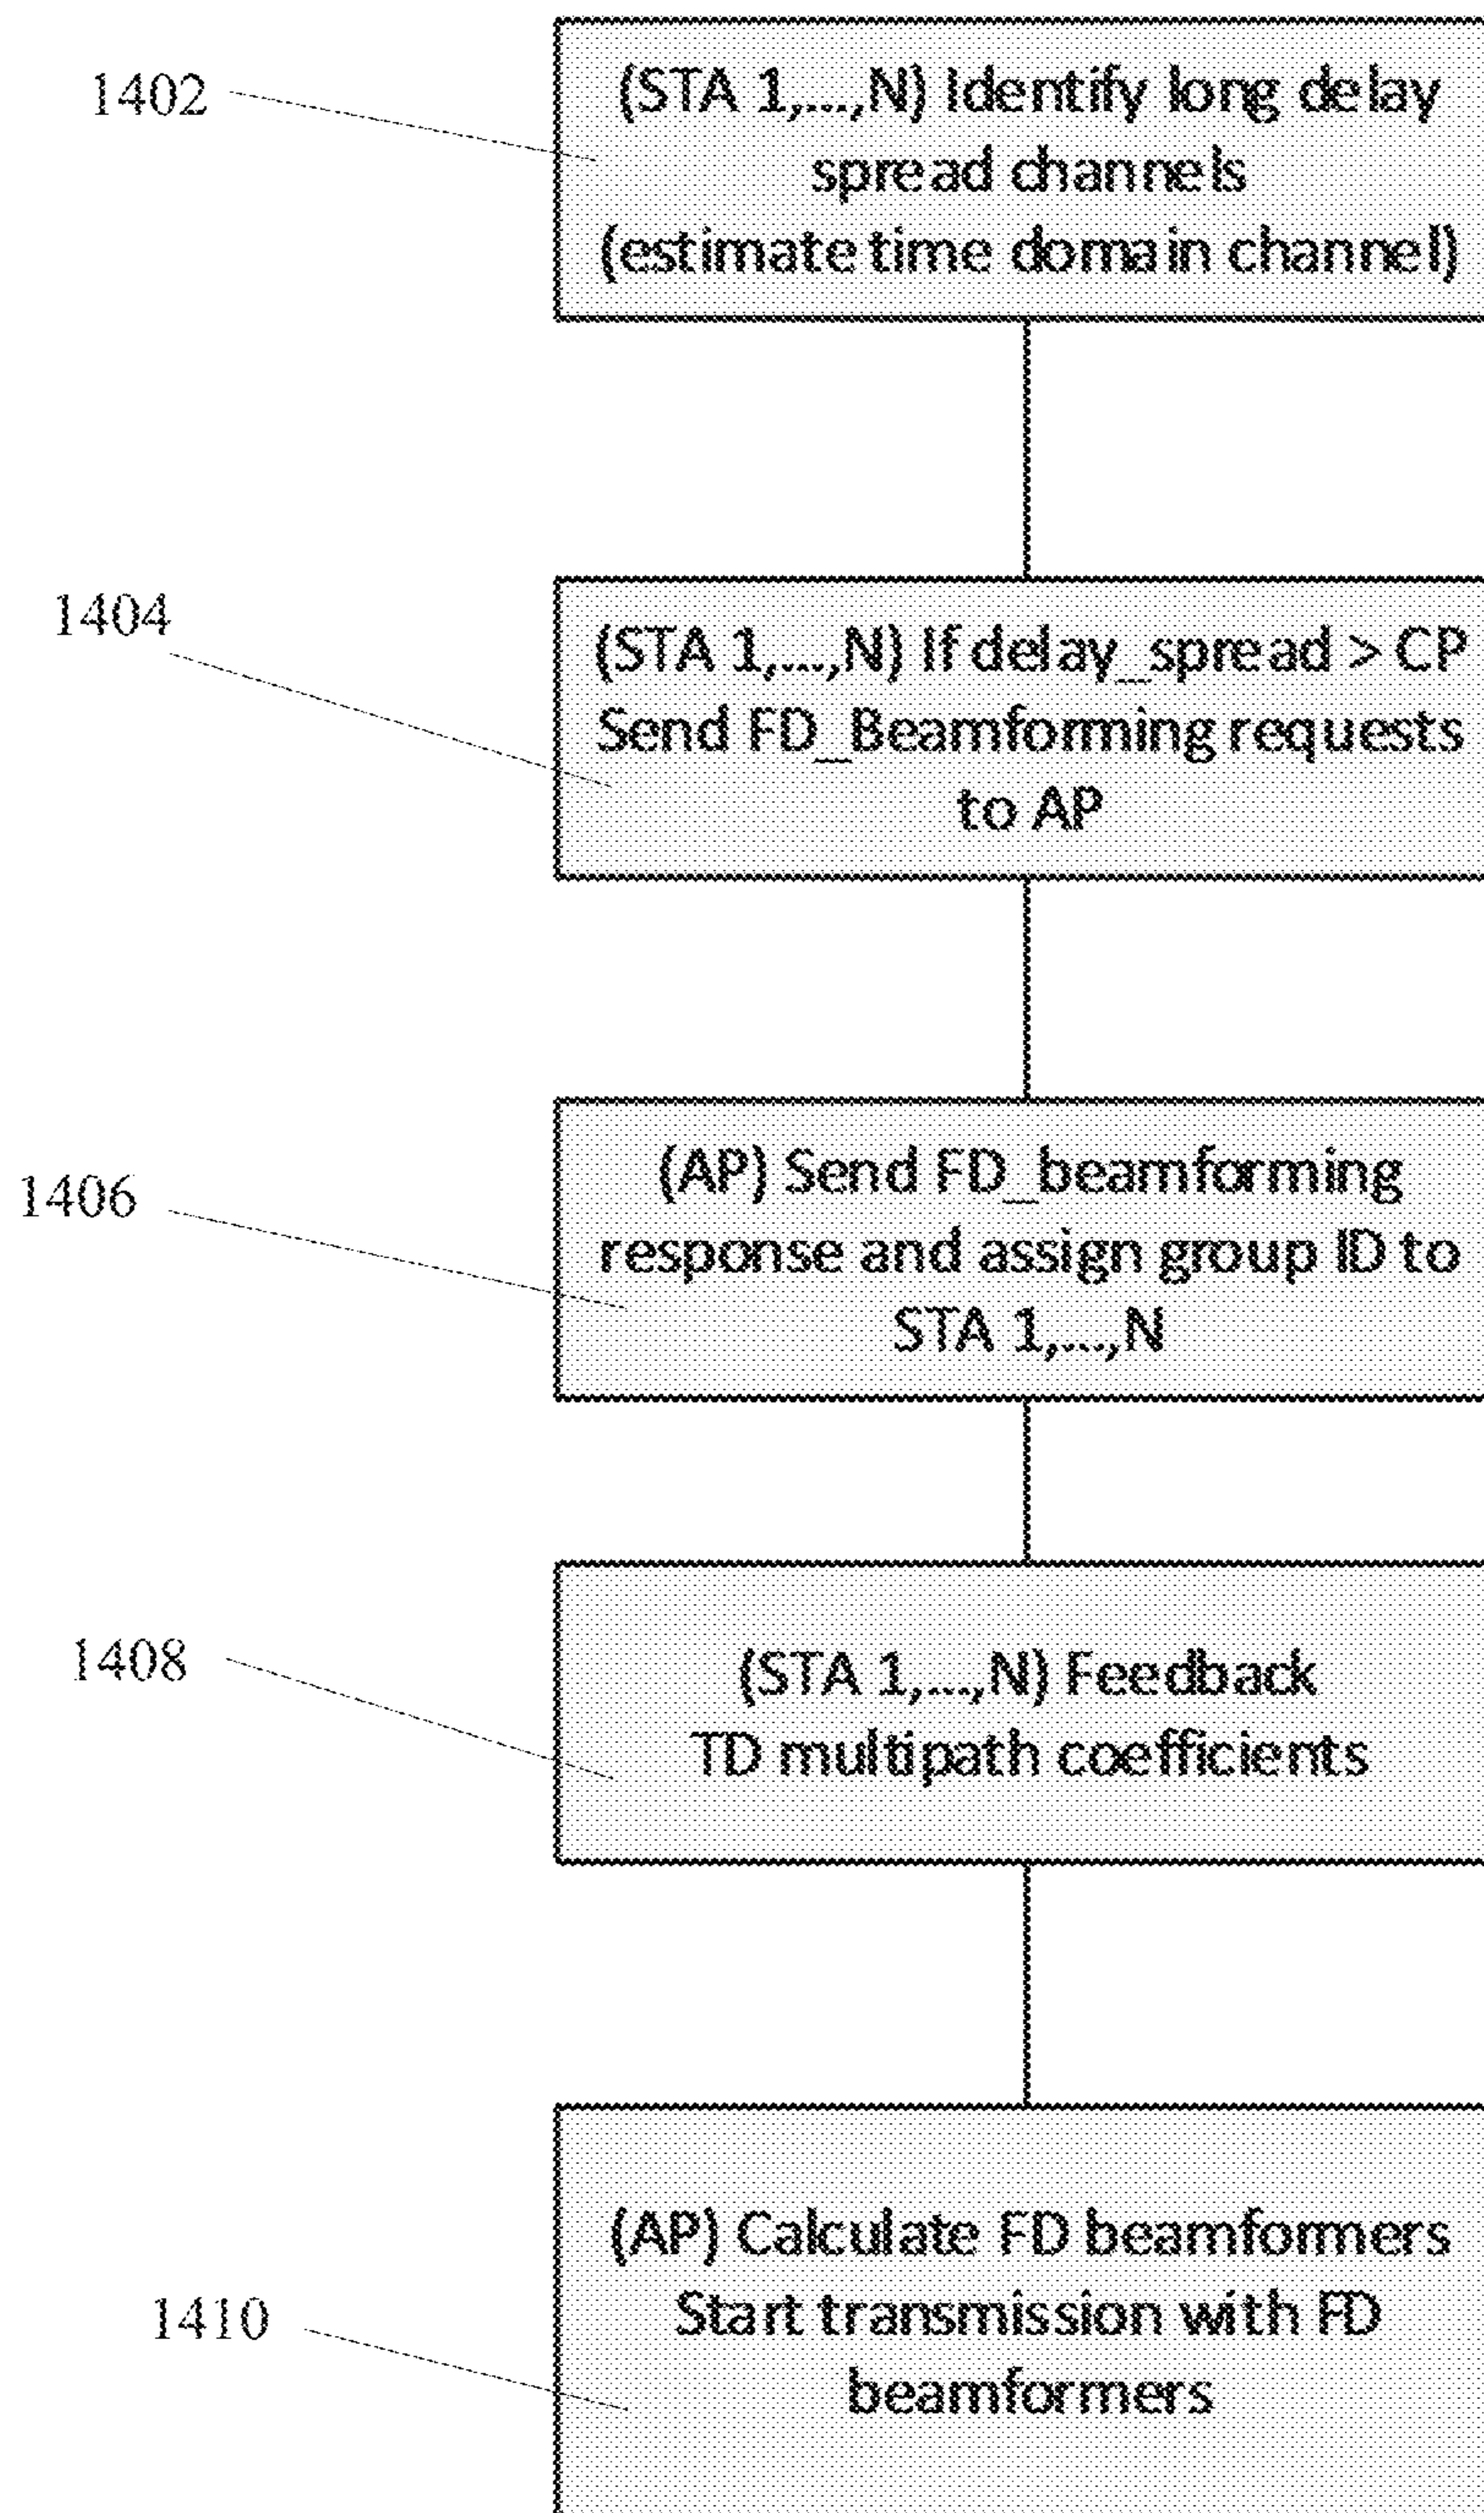 1402
(STA 1,...,N) Identify long delay
spread channels
(estimate time domain channel)
1404
(STA 1,...,N) If delay_spread > CP
Send FD_Beamforming requests
to AP
1406
(AP) Send FD_beamforming
response and assign group ID to
STA 1,...,N
1408
(STA 1,...,N) Feedback
TD multipath coefficients
1410
(AP) Calculate FD beamformers
Start transmission with FD
beamformers